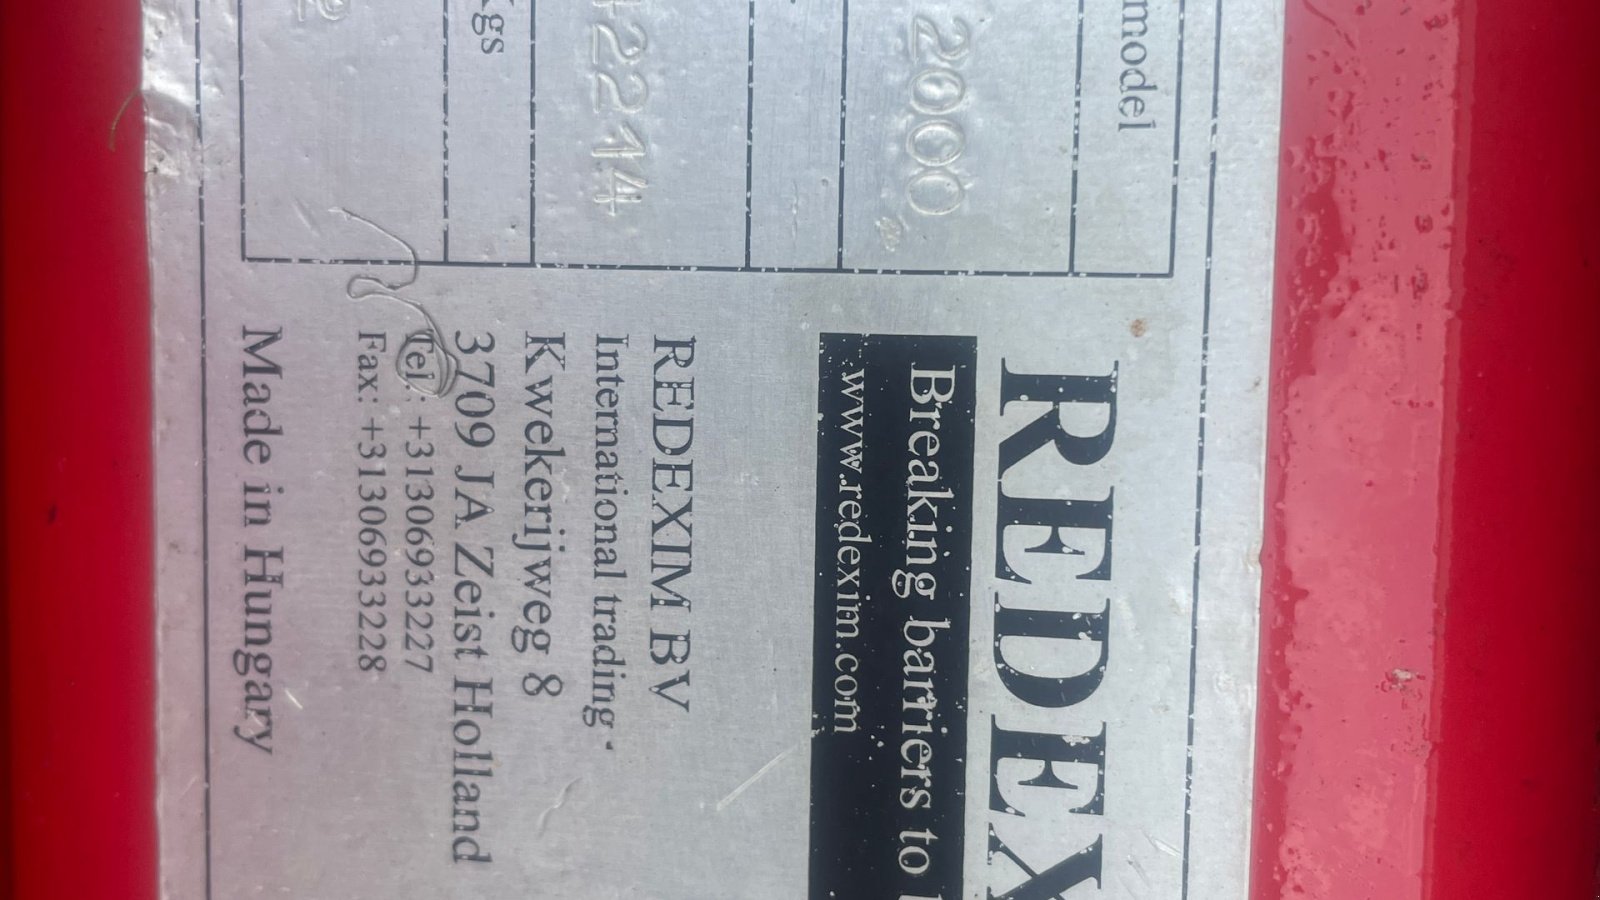 model
2000
2214
Kgs
REDEX
Breaking barriers to
www.redexim.com
REDEXIM BV
International trading
Kwekerijweg 8
3709 JA Zeist Holland
Tel.: +31306933227
Fax: +31306933228
Made in Hungary